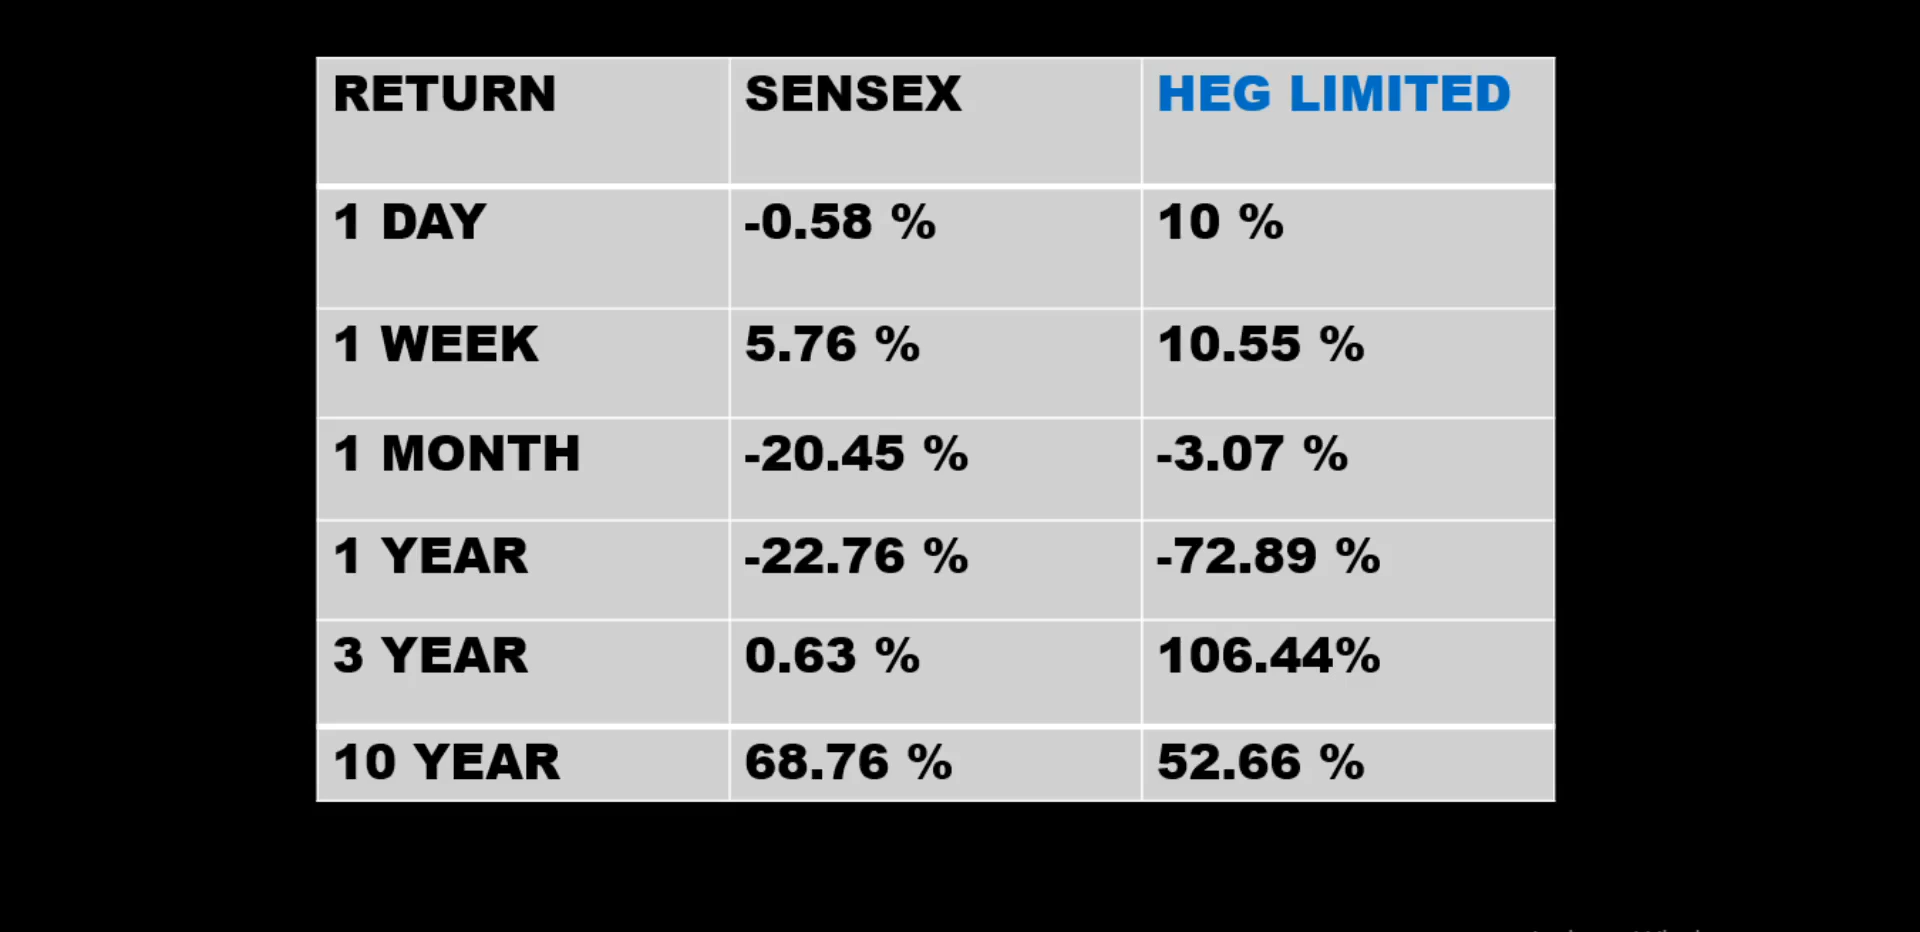 RETURN SENSEX HEG LIMITED
1 DAY -0.58 % 10 %
1 WEEK 5.76 % 10.55 %
1 MONTH -20.45 % -3.07 %
1 YEAR -22.76 % -72.89 %
3 YEAR 0.63 % 106.44%
10 YEAR 68.76 % 52.66 %